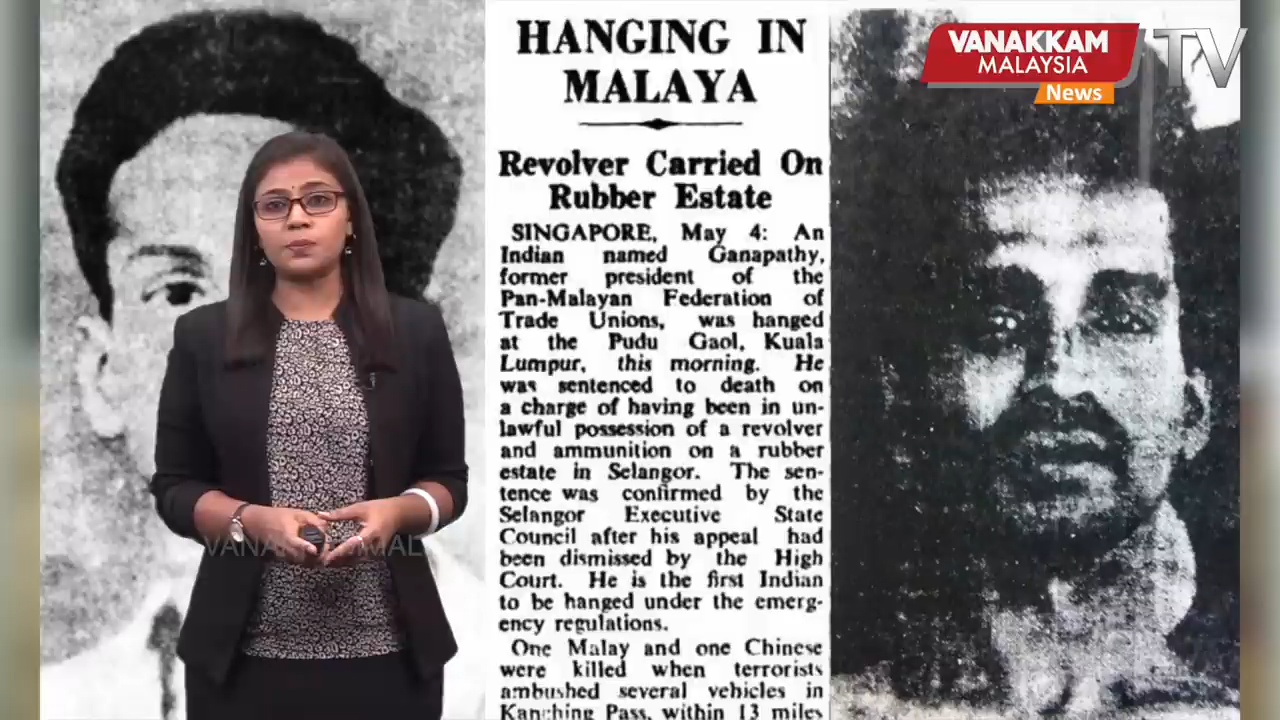 HANGING IN
MALAYA
Revolver Carried On
Rubber Estate
SINGAPORE, May 4: An
Indian named Ganapathy,
former president of the
Pan-Malayan Federation of
Trade Unions, was hanged
at the Pudu Gaol, Kuala
Lumpur, this morning. He
was sentenced to death on
a charge of having been in un-
lawful possession of a revolver
and ammunition on a rubber
estate in Selangor. The sen-
tence was confirmed by the
Selangor Executive State
Council after his appeal had
been dismissed by the High
Court. He is the first Indian
to be hanged under the emerg-
ency regulations.
One Malay and one Chinese
were killed when terrorists
ambushed several vehicles in
Kanching Pass, within 13 miles
VANAKKAM
MALAYSIA
TV
News
VANAKKAM MAL